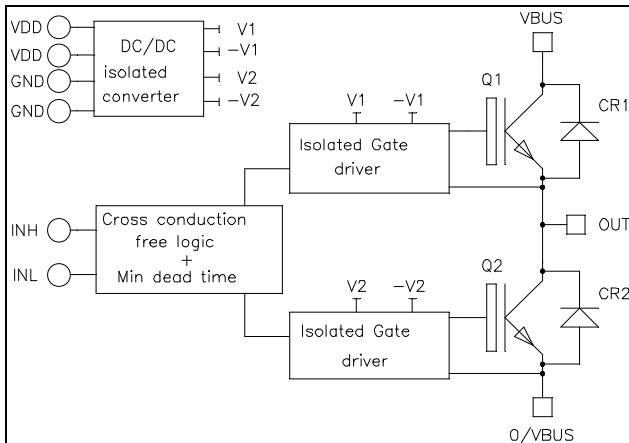 VDD
VDD
GND
GND
DC/DC
isolated
converter
V1
-V1
V2
-V2
VBUS
Q1
CR1
V1
-V1
Isolated Gate
driver
INH
INL
Cross conduction
free logic
+
Min dead time
OUT
Q2
CR2
V2
-V2
Isolated Gate
driver
0/VBUS